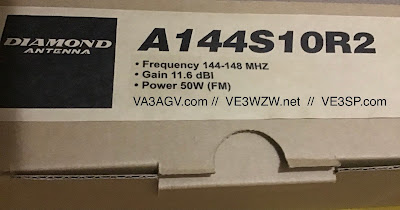 DIAMOND
ANTENNA
A144S10R2
• Frequency 144-148 MHZ
• Gain 11.6 dBI
• Power 50W (FM)
VA3AGV.com // VE3WZW.net // VE3SP.com